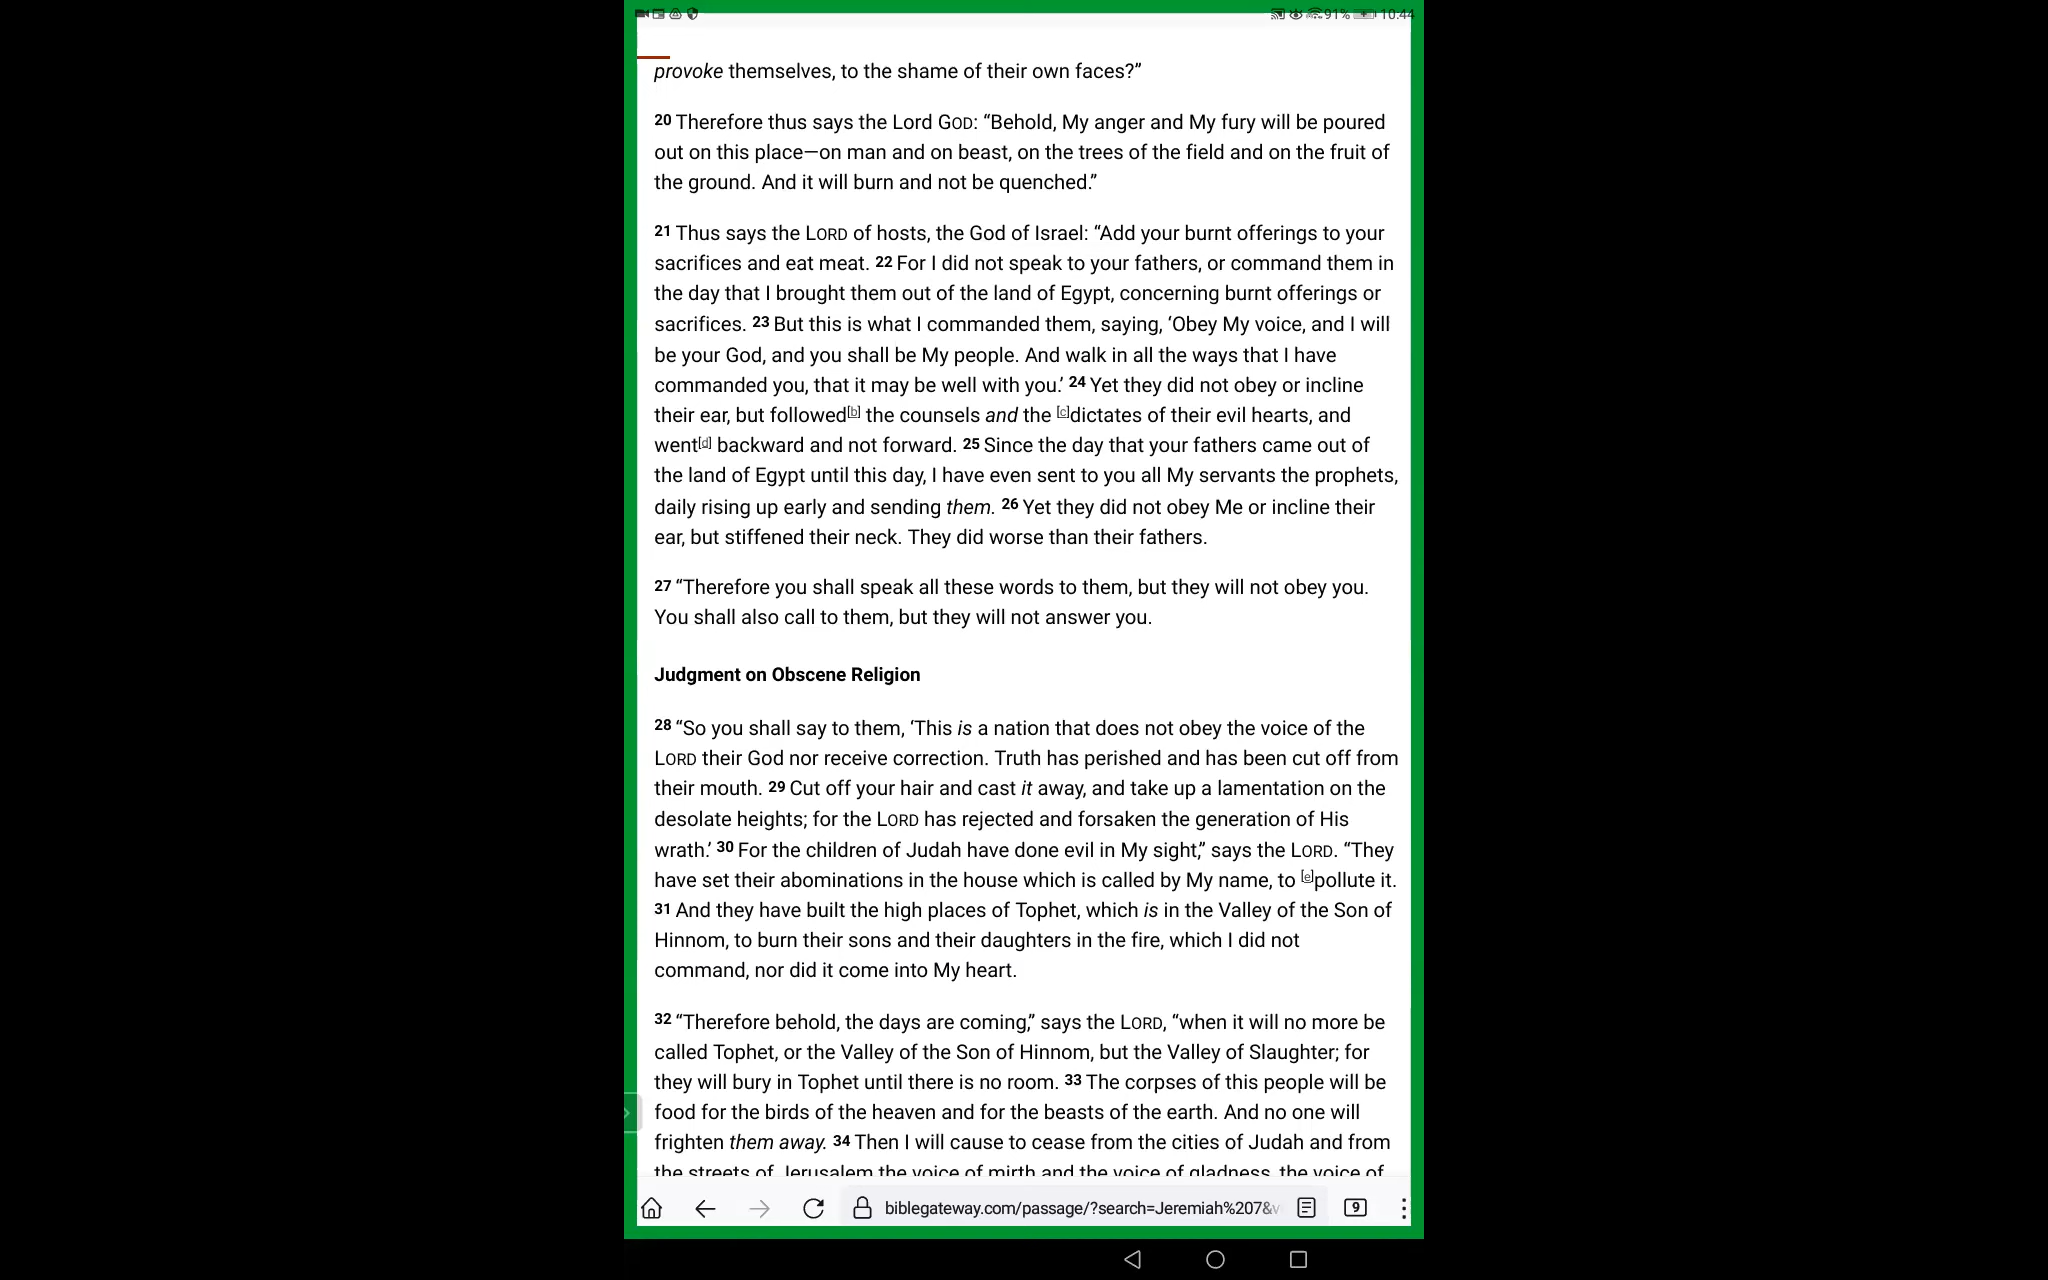 91% 10:44
provoke themselves, to the shame of their own faces?”
20 Therefore thus says the Lord GOD: “Behold, My anger and My fury will be poured
out on this place—on man and on beast, on the trees of the field and on the fruit of
the ground. And it will burn and not be quenched.”
21 Thus says the LORD of hosts, the God of Israel: “Add your burnt offerings to your
sacrifices and eat meat. 22 For I did not speak to your fathers, or command them in
the day that I brought them out of the land of Egypt, concerning burnt offerings or
sacrifices. 23 But this is what I commanded them, saying, ‘Obey My voice, and I will
be your God, and you shall be My people. And walk in all the ways that I have
commanded you, that it may be well with you.’ 24 Yet they did not obey or incline
their ear, but followed[b] the counsels and the [c]dictates of their evil hearts, and
went[d] backward and not forward. 25 Since the day that your fathers came out of
the land of Egypt until this day, I have even sent to you all My servants the prophets,
daily rising up early and sending them. 26 Yet they did not obey Me or incline their
ear, but stiffened their neck. They did worse than their fathers.
27 “Therefore you shall speak all these words to them, but they will not obey you.
You shall also call to them, but they will not answer you.
Judgment on Obscene Religion
28 “So you shall say to them, ‘This is a nation that does not obey the voice of the
LORD their God nor receive correction. Truth has perished and has been cut off from
their mouth. 29 Cut off your hair and cast it away, and take up a lamentation on the
desolate heights; for the LORD has rejected and forsaken the generation of His
wrath.’ 30 For the children of Judah have done evil in My sight,” says the LORD. “They
have set their abominations in the house which is called by My name, to [e]pollute it.
31 And they have built the high places of Tophet, which is in the Valley of the Son of
Hinnom, to burn their sons and their daughters in the fire, which I did not
command, nor did it come into My heart.
32 “Therefore behold, the days are coming,” says the LORD, “when it will no more be
called Tophet, or the Valley of the Son of Hinnom, but the Valley of Slaughter; for
they will bury in Tophet until there is no room. 33 The corpses of this people will be
food for the birds of the heaven and for the beasts of the earth. And no one will
frighten them away. 34 Then I will cause to cease from the cities of Judah and from
the streets of Jerusalem the voice of mirth and the voice of gladness, the voice of
biblegateway.com/passage/?search=Jeremiah%207&v 9